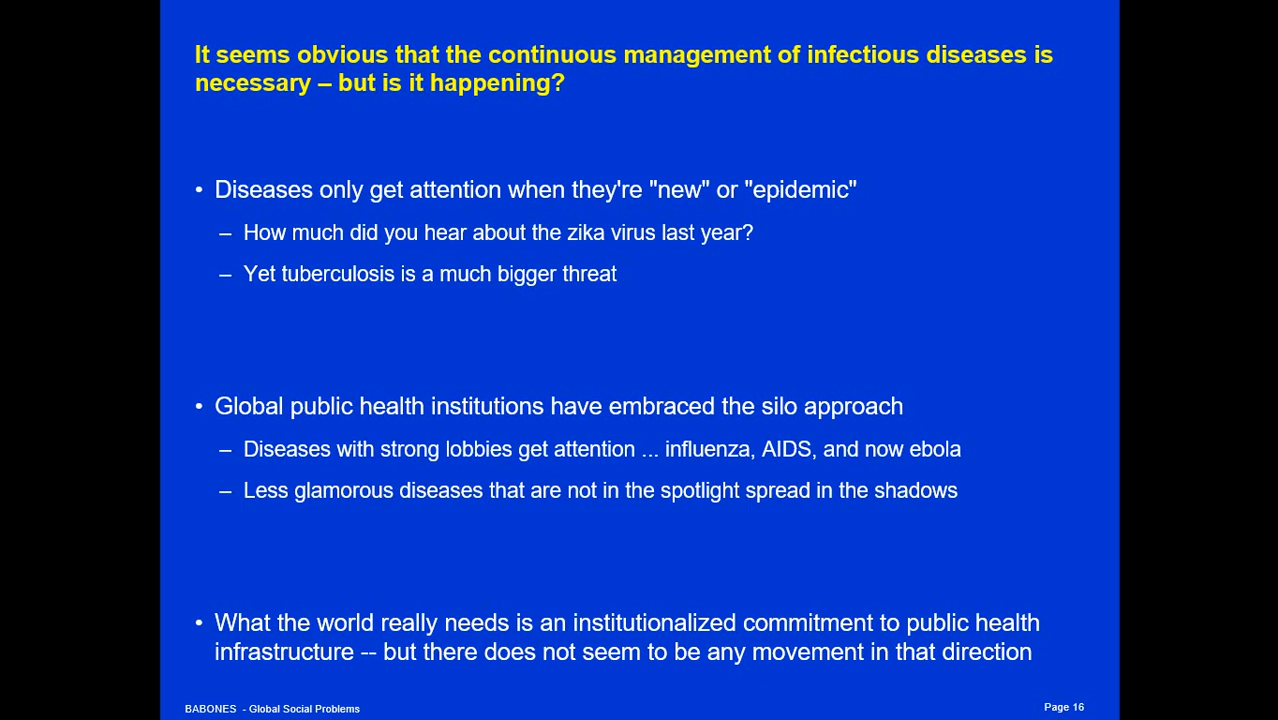 It seems obvious that the continuous management of infectious diseases is
necessary – but is it happening?
• Diseases only get attention when they're "new" or "epidemic"
– How much did you hear about the zika virus last year?
– Yet tuberculosis is a much bigger threat
• Global public health institutions have embraced the silo approach
– Diseases with strong lobbies get attention ... influenza, AIDS, and now ebola
– Less glamorous diseases that are not in the spotlight spread in the shadows
• What the world really needs is an institutionalized commitment to public health
infrastructure -- but there does not seem to be any movement in that direction
BABONES - Global Social Problems
Page 16